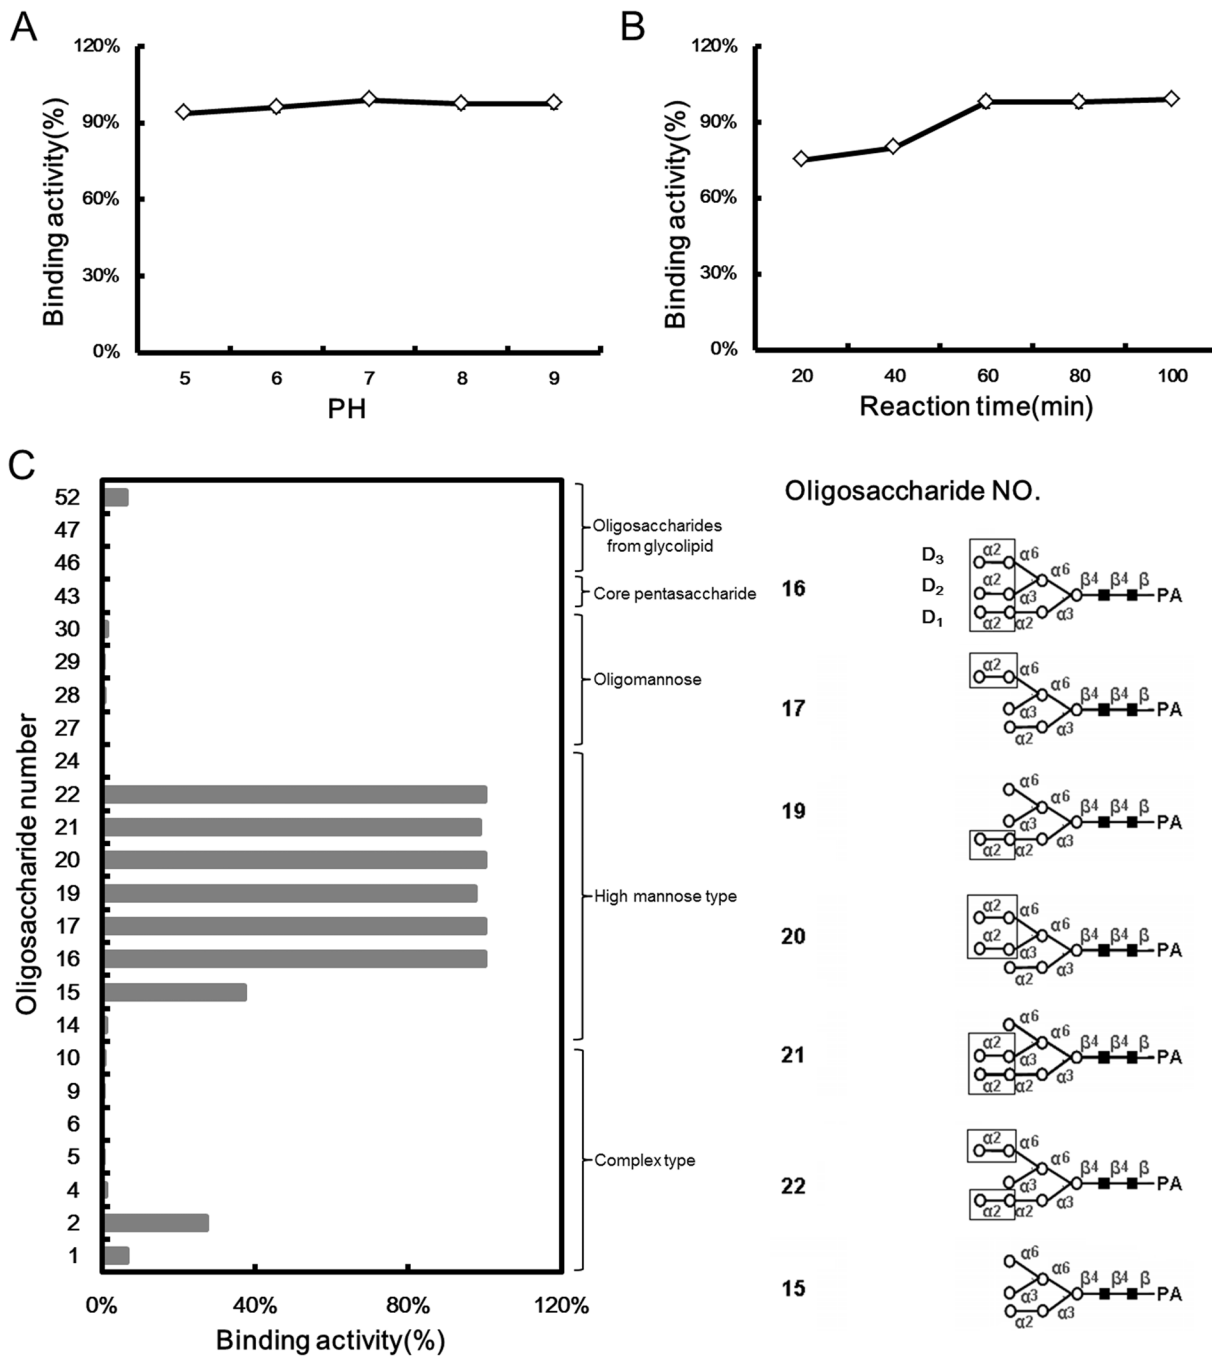 A
120%
90%
60%
30%
0%
Binding activity(%)
5 6 7 8 9
PH
B
120%
90%
60%
30%
0%
Binding activity(%)
20 40 60 80 100
Reaction time(min)
C
Oligosaccharide number
52
47
46
43
30
29
28
27
24
22
21
20
19
17
16
15
14
10
9
6
5
4
2
1
0% 40% 80% 120%
Binding activity(%)
Oligosaccharides
from glycolipid
Core pentasaccharide
Oligomannose
High mannose type
Complex type
Oligosaccharide NO.
16
D3
D2
D1
α2 α6
α6
α2 α3
β4 β4 β
PA
α2 α2 α3
17
α2 α6
α6
α3
β4 β4 β
PA
α2 α3
19
α6
α6
α3
β4 β4 β
PA
α2 α2 α3
20
α2 α6
α6
α2 α3
β4 β4 β
PA
α2 α3
21
α6
α6
α2 α3
β4 β4 β
PA
α2 α2 α3
22
α2 α6
α6
α3
β4 β4 β
PA
α2 α2 α3
15
α6
α6
α3
β4 β4 β
PA
α2 α3